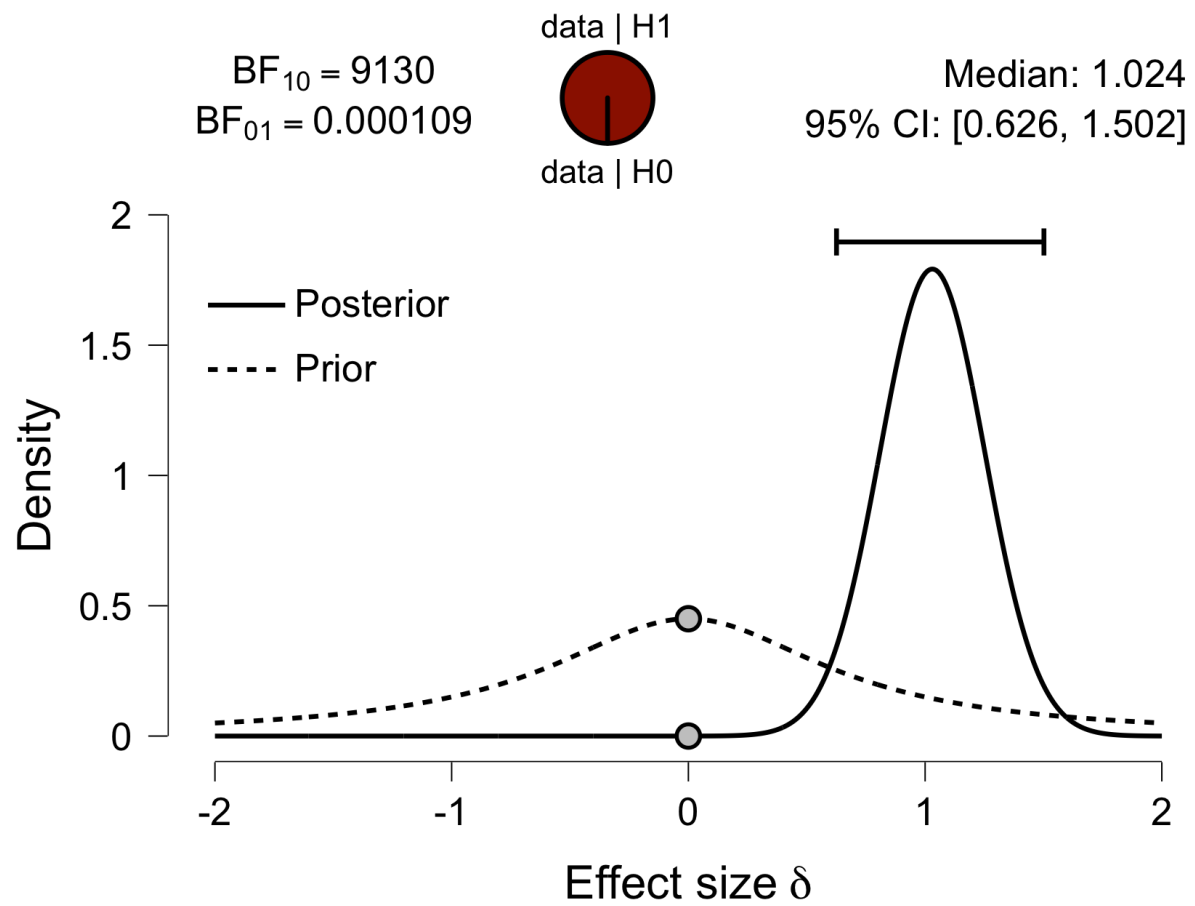 data | H1
BF10 = 9130
BF01 = 0.000109
data | H0
Median: 1.024
95% CI: [0.626, 1.502]
Posterior
Prior
Density
2
1.5
1
0.5
0
-2
-1
0
1
2
Effect size δ